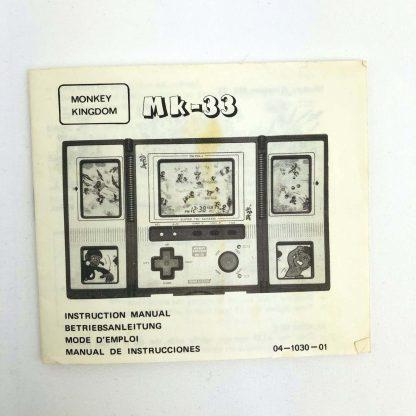 MONKEY
KINGDOM
Mk-33
INSTRUCTION MANUAL
BETRIEBSANLEITUNG
MODE D'EMPLOI
MANUAL DE INSTRUCCIONES
04-1030-01